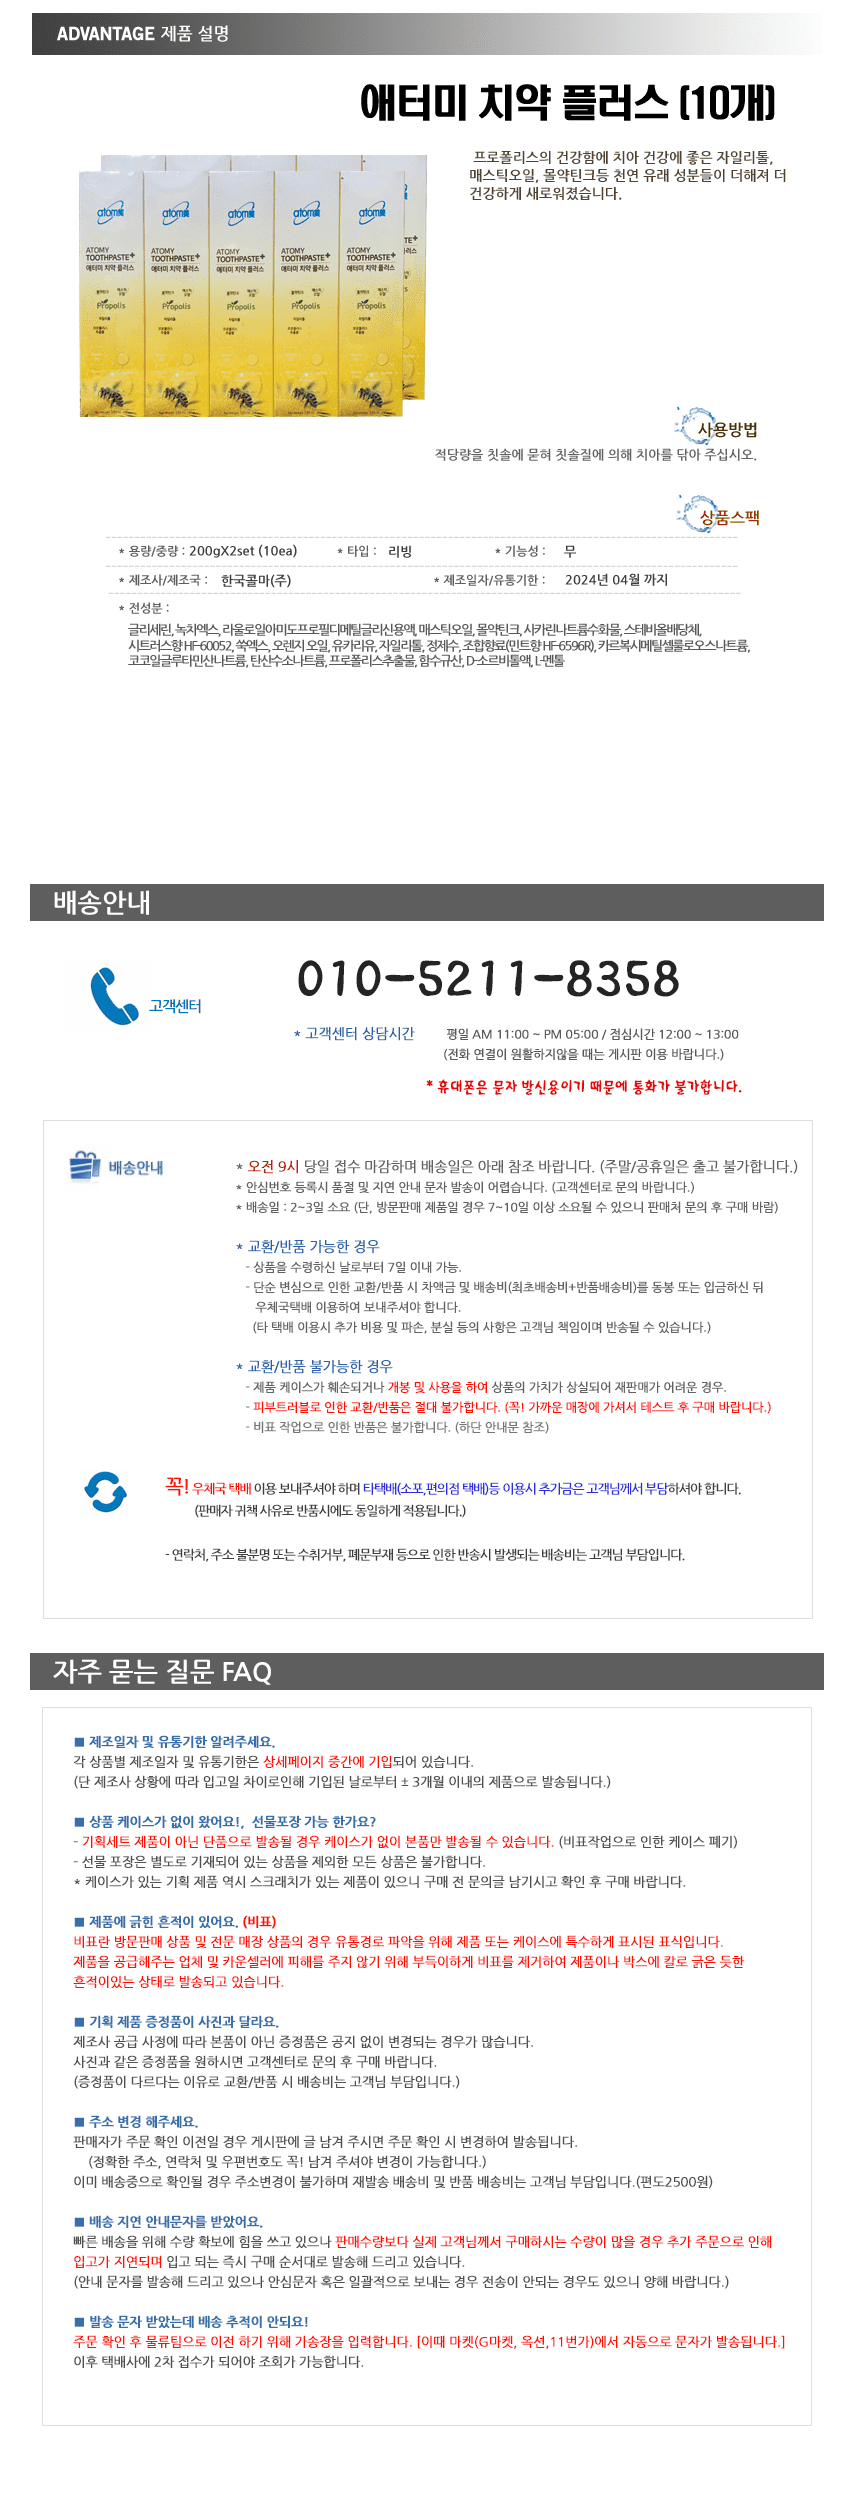 ADVANTAGE 제품 설명
애터미 치약 플러스 (10개)
프로폴리스의 건강함에 치아 건강에 좋은 자일리톨,
매스틱오일, 몰약틴크등 천연 유래 성분들이 더해져 더
건강하게 새로워졌습니다.
atom美 atom美 atom美 atom美 atom美
ATOMY TOOTHPASTE+ 애터미 치약 플러스
ATOMY TOOTHPASTE+ 애터미 치약 플러스
ATOMY TOOTHPASTE+ 애터미 치약 플러스
ATOMY TOOTHPASTE+ 애터미 치약 플러스
ATOMY TOOTHPASTE+ 애터미 치약 플러스
Propolis Propolis Propolis Propolis Propolis
사용방법
적당량을 칫솔에 묻혀 칫솔질에 의해 치아를 닦아 주십시오.
상품스팩
* 용량/중량 : 200gX2set (10ea) * 타입 : 리빙 * 기능성 : 무
* 제조사/제조국 : 한국콜마(주) * 제조일자/유통기한 : 2024년 04월 까지
* 전성분 :
글리세린, 녹차엑스, 라울로일아미도프로필디메틸글리신용액, 매스틱오일, 몰약틴크, 사카린나트륨수화물, 스테비올배당체,
시트러스향 HF-60052, 쑥엑스, 오렌지 오일, 유카리유, 자일리톨, 정제수, 조합향료(민트향 HF-6596R), 카르복시메틸셀룰로오스나트륨,
코코일글루타민산나트륨, 탄산수소나트륨, 프로폴리스추출물, 함수규산, D-소르비톨액, L-멘톨
배송안내
고객센터
010-5211-8358
* 고객센터 상담시간 평일 AM 11:00 ~ PM 05:00 / 점심시간 12:00 ~ 13:00
(전화 연결이 원활하지않을 때는 게시판 이용 바랍니다.)
* 휴대폰은 문자 발신용이기 때문에 통화가 불가합니다.
배송안내
* 오전 9시 당일 접수 마감하며 배송일은 아래 참조 바랍니다. (주말/공휴일은 출고 불가합니다.)
* 안심번호 등록시 품절 및 지연 안내 문자 발송이 어렵습니다. (고객센터로 문의 바랍니다.)
* 배송일 : 2~3일 소요 (단, 방문판매 제품일 경우 7~10일 이상 소요될 수 있으니 판매처 문의 후 구매 바람)
* 교환/반품 가능한 경우
- 상품을 수령하신 날로부터 7일 이내 가능.
- 단순 변심으로 인한 교환/반품 시 차액금 및 배송비(최초배송비+반품배송비)를 동봉 또는 입금하신 뒤
우체국택배 이용하여 보내주셔야 합니다.
(타 택배 이용시 추가 비용 및 파손, 분실 등의 사항은 고객님 책임이며 반송될 수 있습니다.)
* 교환/반품 불가능한 경우
- 제품 케이스가 훼손되거나 개봉 및 사용을 하여 상품의 가치가 상실되어 재판매가 어려운 경우.
- 피부트러블로 인한 교환/반품은 절대 불가합니다. (꼭! 가까운 매장에 가셔서 테스트 후 구매 바랍니다.)
- 비표 작업으로 인한 반품은 불가합니다. (하단 안내문 참조)
꼭! 우체국 택배 이용 보내주셔야 하며 타택배(소포,편의점 택배)등 이용시 추가금은 고객님께서 부담하셔야 합니다.
(판매자 귀책 사유로 반품시에도 동일하게 적용됩니다.)
- 연락처, 주소 불분명 또는 수취거부, 폐문부재 등으로 인한 반송시 발생되는 배송비는 고객님 부담입니다.
자주 묻는 질문 FAQ
■ 제조일자 및 유통기한 알려주세요.
각 상품별 제조일자 및 유통기한은 상세페이지 중간에 기입되어 있습니다.
(단 제조사 상황에 따라 입고일 차이로인해 기입된 날로부터 ± 3개월 이내의 제품으로 발송됩니다.)
■ 상품 케이스가 없이 왔어요!, 선물포장 가능 한가요?
- 기획세트 제품이 아닌 단품으로 발송될 경우 케이스가 없이 본품만 발송될 수 있습니다. (비표작업으로 인한 케이스 폐기)
- 선물 포장은 별도로 기재되어 있는 상품을 제외한 모든 상품은 불가합니다.
* 케이스가 있는 기획 제품 역시 스크래치가 있는 제품이 있으니 구매 전 문의글 남기시고 확인 후 구매 바랍니다.
■ 제품에 긁힌 흔적이 있어요. (비표)
비표란 방문판매 상품 및 전문 매장 상품의 경우 유통경로 파악을 위해 제품 또는 케이스에 특수하게 표시된 표식입니다.
제품을 공급해주는 업체 및 카운셀러에 피해를 주지 않기 위해 부득이하게 비표를 제거하여 제품이나 박스에 칼로 긁은 듯한
흔적이있는 상태로 발송되고 있습니다.
■ 기획 제품 증정품이 사진과 달라요.
제조사 공급 사정에 따라 본품이 아닌 증정품은 공지 없이 변경되는 경우가 많습니다.
사진과 같은 증정품을 원하시면 고객센터로 문의 후 구매 바랍니다.
(증정품이 다르다는 이유로 교환/반품 시 배송비는 고객님 부담입니다.)
■ 주소 변경 해주세요.
판매자가 주문 확인 이전일 경우 게시판에 글 남겨 주시면 주문 확인 시 변경하여 발송됩니다.
(정확한 주소, 연락처 및 우편번호도 꼭! 남겨 주셔야 변경이 가능합니다.)
이미 배송중으로 확인될 경우 주소변경이 불가하며 재발송 배송비 및 반품 배송비는 고객님 부담입니다.(편도2500원)
■ 배송 지연 안내문자를 받았어요.
빠른 배송을 위해 수량 확보에 힘을 쓰고 있으나 판매수량보다 실제 고객님께서 구매하시는 수량이 많을 경우 추가 주문으로 인해
입고가 지연되며 입고 되는 즉시 구매 순서대로 발송해 드리고 있습니다.
(안내 문자를 발송해 드리고 있으나 안심문자 혹은 일괄적으로 보내는 경우 전송이 안되는 경우도 있으니 양해 바랍니다.)
■ 발송 문자 받았는데 배송 추적이 안되요!
주문 확인 후 물류팀으로 이전 하기 위해 가송장을 입력합니다. [이때 마켓(G마켓, 옥션,11번가)에서 자동으로 문자가 발송됩니다.]
이후 택배사에 2차 접수가 되어야 조회가 가능합니다.